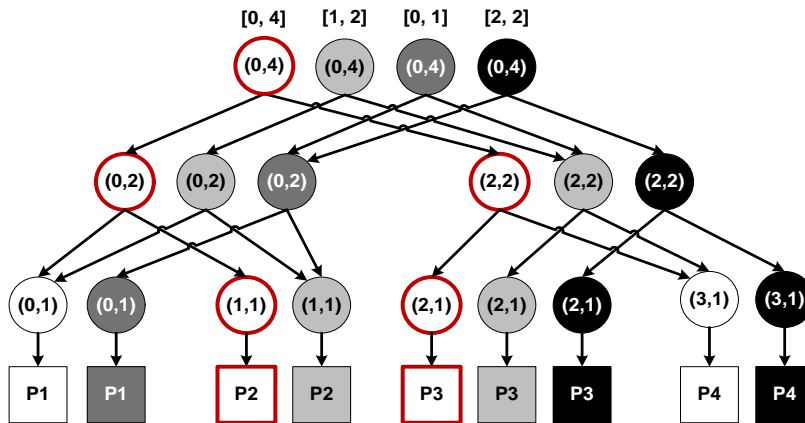 [0, 4] [1, 2] [0, 1] [2, 2]
(0,4) (0,4) (0,4) (0,4)
(0,2) (0,2) (0,2) (2,2) (2,2) (2,2)
(0,1) (0,1) (1,1) (1,1) (2,1) (2,1) (2,1) (3,1) (3,1)
P1 P1 P2 P2 P3 P3 P3 P4 P4